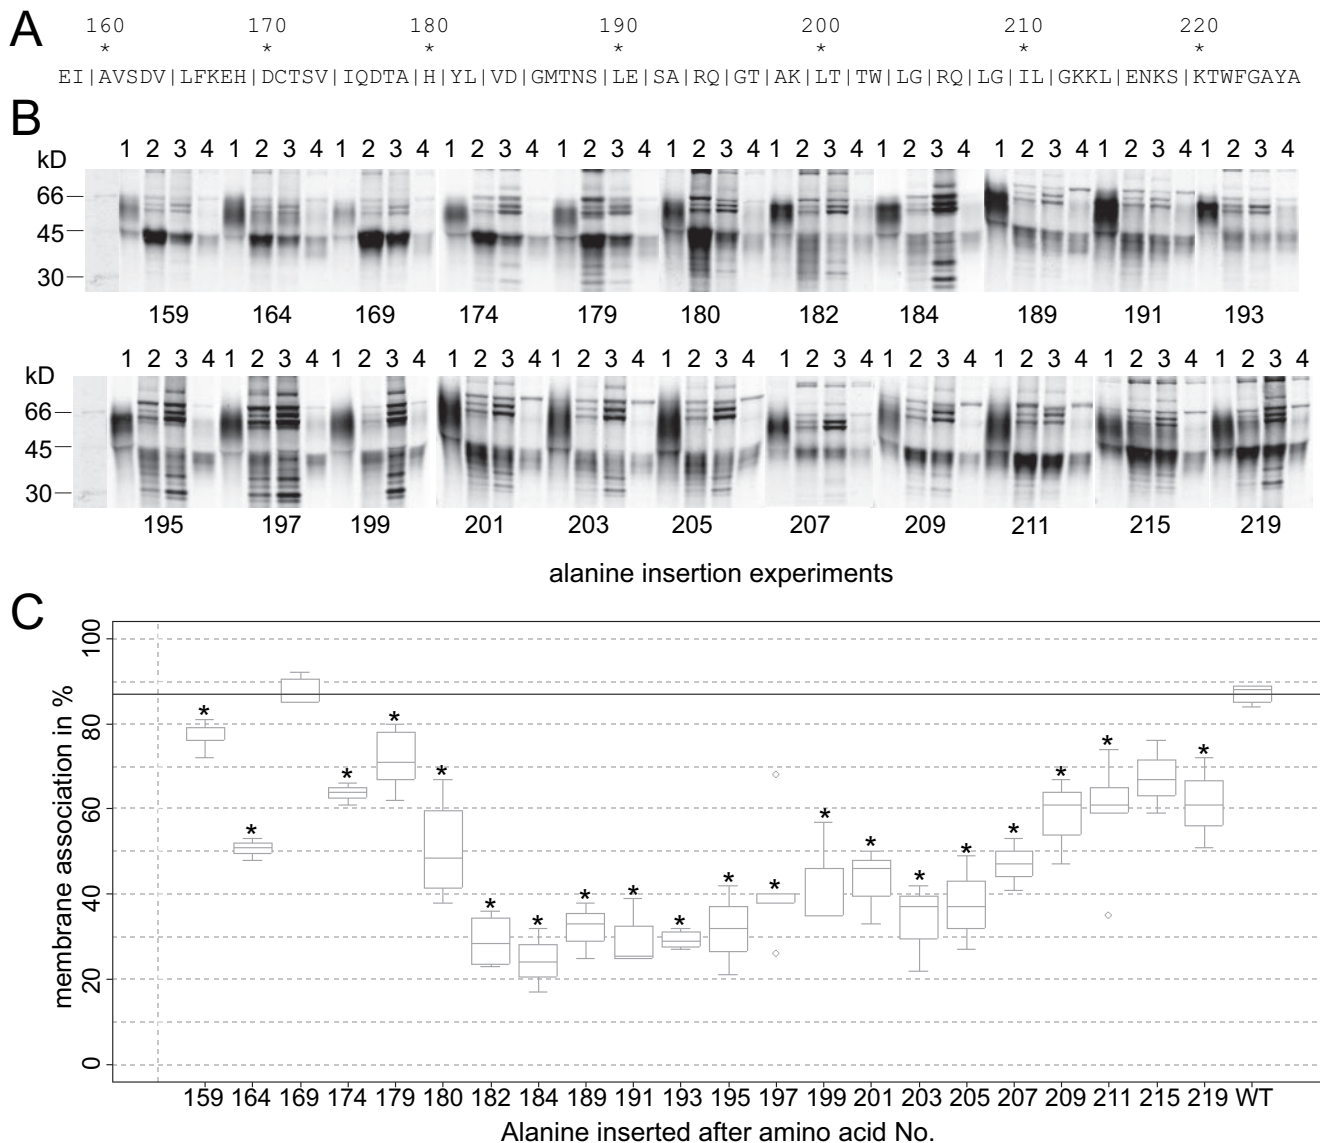 A
160 170 180 190 200 210 220
* * * * * * *
EI|AVSDV|LFKEH|DCTSV|IQDTA|H|YL|VD|GMTNS|LE|SA|RQ|GT|AK|LT|TW|LG|RQ|LG|IL|GKKL|ENKS|KTWFGAYA
B
kD 1 2 3 4 1 2 3 4 1 2 3 4 1 2 3 4 1 2 3 4 1 2 3 4 1 2 3 4 1 2 3 4 1 2 3 4 1 2 3 4 1 2 3 4
66
45
30
159 164 169 174 179 180 182 184 189 191 193
kD 1 2 3 4 1 2 3 4 1 2 3 4 1 2 3 4 1 2 3 4 1 2 3 4 1 2 3 4 1 2 3 4 1 2 3 4 1 2 3 4 1 2 3 4
66
45
30
195 197 199 201 203 205 207 209 211 215 219
alanine insertion experiments
C
membrane association in %
100
80
60
40
20
0
* * * * * * * * * * * * * * * * * * * *
159 164 169 174 179 180 182 184 189 191 193 195 197 199 201 203 205 207 209 211 215 219 WT
Alanine inserted after amino acid No.